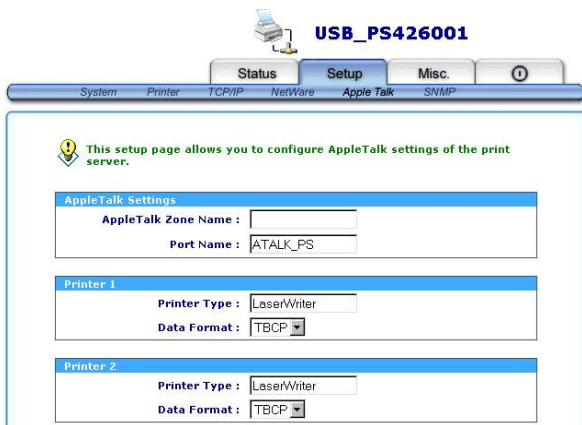 USB_PS426001
Status Setup Misc.
System Printer TCP/IP NetWare Apple Talk SNMP
This setup page allows you to configure AppleTalk settings of the print
server.
AppleTalk Settings
AppleTalk Zone Name :
Port Name : ATALK_PS
Printer 1
Printer Type : LaserWriter
Data Format : TBCP
Printer 2
Printer Type : LaserWriter
Data Format : TBCP